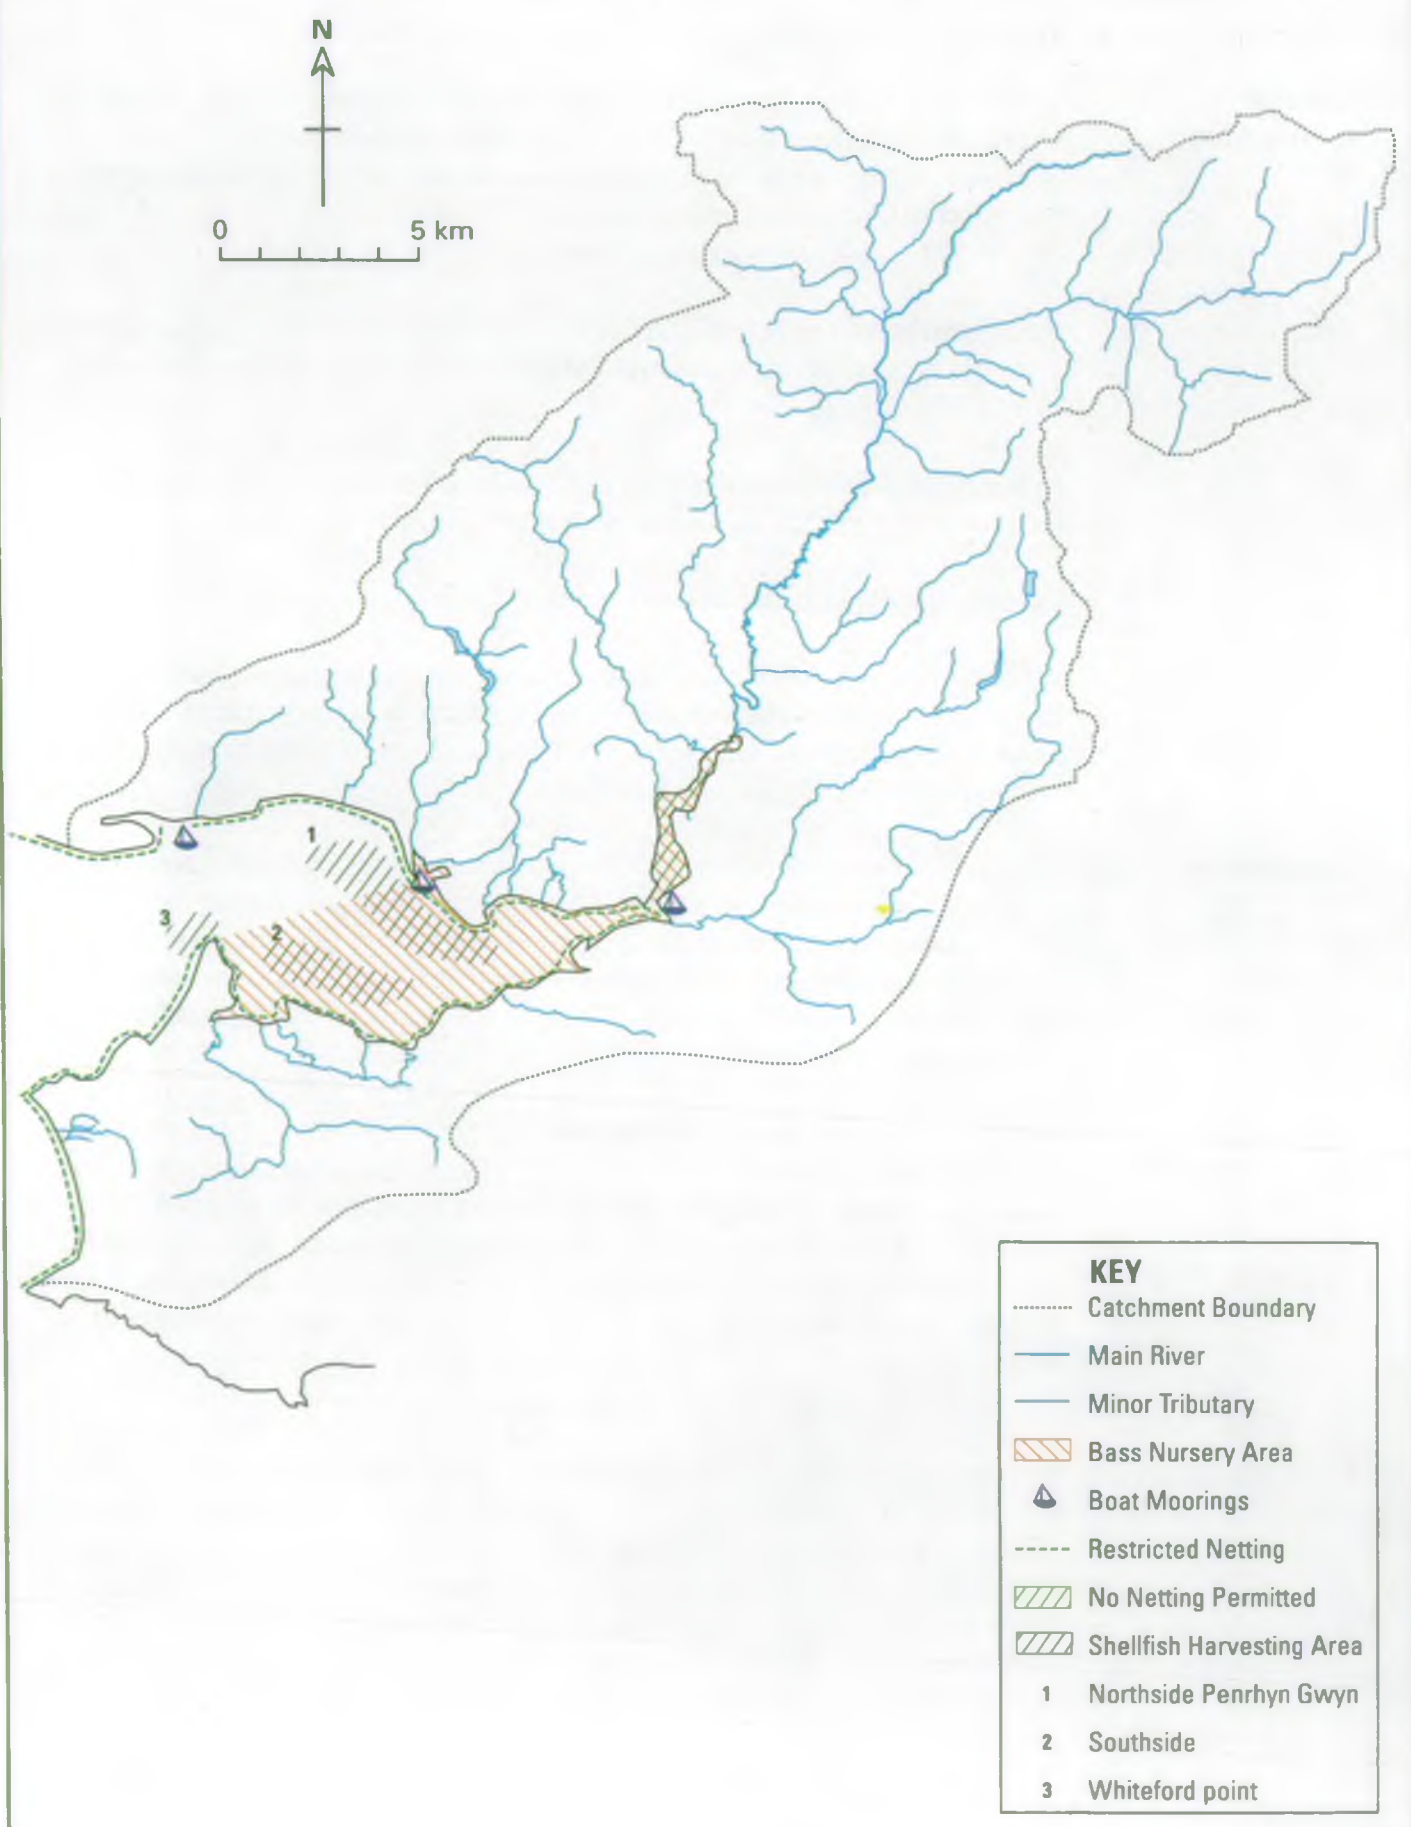 N
0 5 km
1
3
2
KEY
Catchment Boundary
Main River
Minor Tributary
Bass Nursery Area
Boat Moorings
Restricted Netting
No Netting Permitted
Shellfish Harvesting Area
1 Northside Penrhyn Gwyn
2 Southside
3 Whiteford point